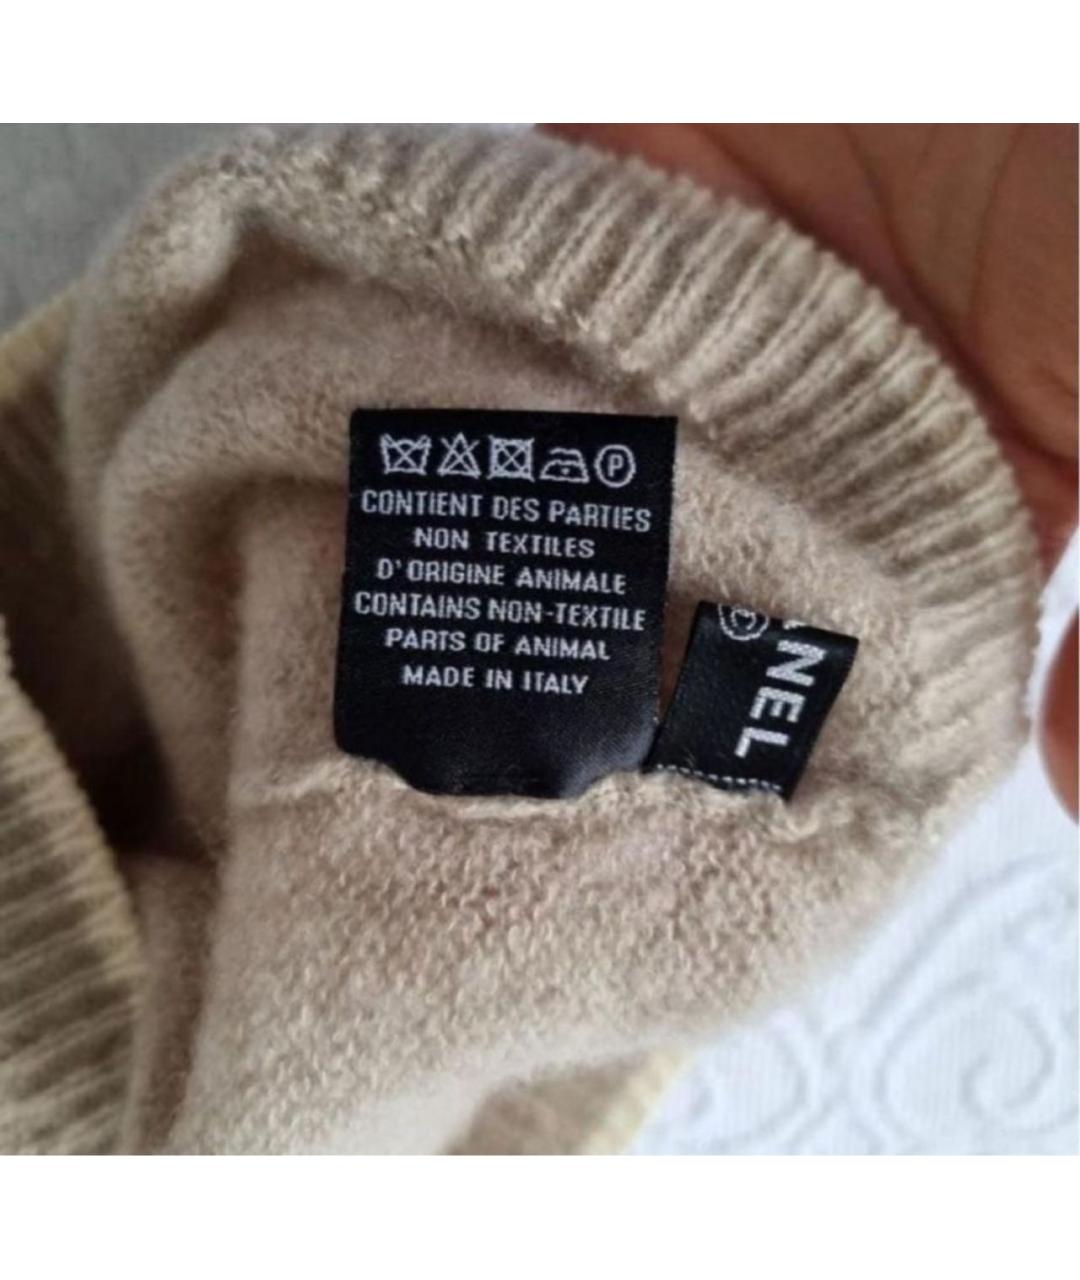 P
CONTIENT DES PARTIES
NON TEXTILES
D'ORIGINE ANIMALE
CONTAINS NON-TEXTILE
PARTS OF ANIMAL
MADE IN ITALY
NEL